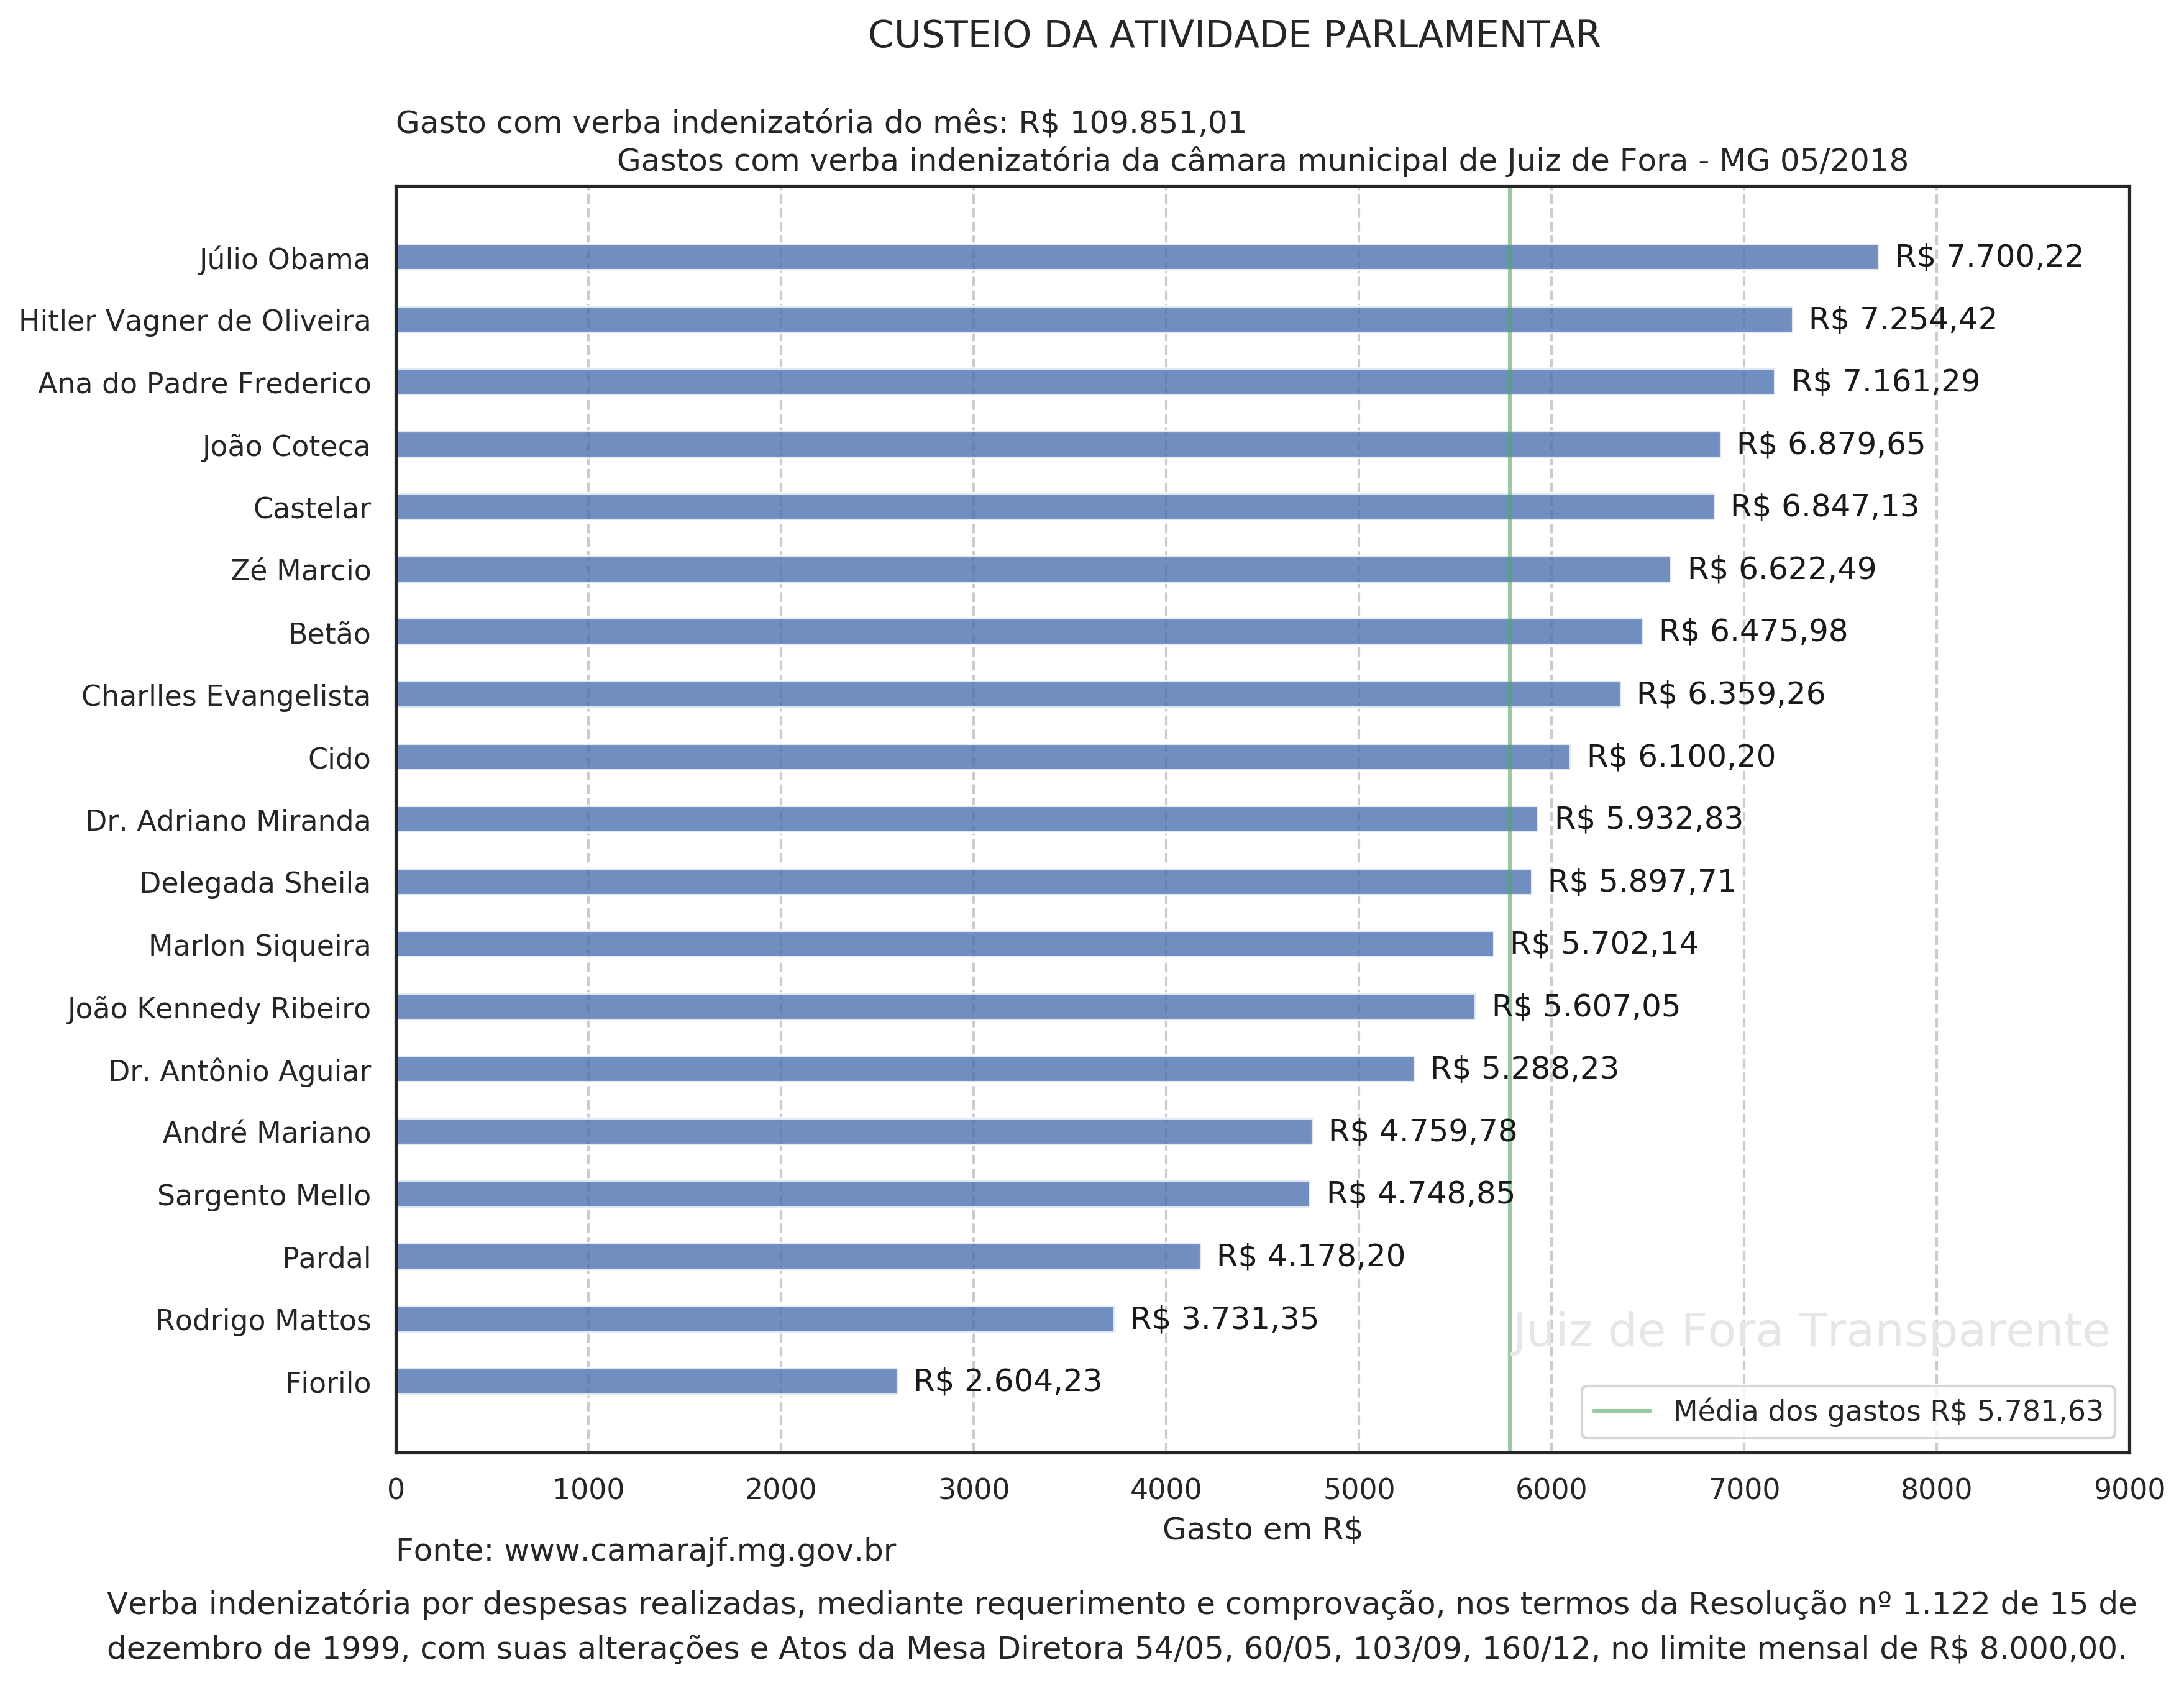 CUSTEIO DA ATIVIDADE PARLAMENTAR
Gasto com verba indenizatória do mês: R$ 109.851,01
Gastos com verba indenizatória da câmara municipal de Juiz de Fora - MG 05/2018
Júlio Obama R$ 7.700,22
Hitler Vagner de Oliveira R$ 7.254,42
Ana do Padre Frederico R$ 7.161,29
João Coteca R$ 6.879,65
Castelar R$ 6.847,13
Zé Marcio R$ 6.622,49
Betão R$ 6.475,98
Charlles Evangelista R$ 6.359,26
Cido R$ 6.100,20
Dr. Adriano Miranda R$ 5.932,83
Delegada Sheila R$ 5.897,71
Marlon Siqueira R$ 5.702,14
João Kennedy Ribeiro R$ 5.607,05
Dr. Antônio Aguiar R$ 5.288,23
André Mariano R$ 4.759,78
Sargento Mello R$ 4.748,85
Pardal R$ 4.178,20
Rodrigo Mattos R$ 3.731,35
Juiz de Fora Transparente
Fiorilo R$ 2.604,23
Média dos gastos R$ 5.781,63
0 1000 2000 3000 4000 5000 6000 7000 8000 9000
Gasto em R$
Fonte: www.camarajf.mg.gov.br
Verba indenizatória por despesas realizadas, mediante requerimento e comprovação, nos termos da Resolução nº 1.122 de 15 de
dezembro de 1999, com suas alterações e Atos da Mesa Diretora 54/05, 60/05, 103/09, 160/12, no limite mensal de R$ 8.000,00.